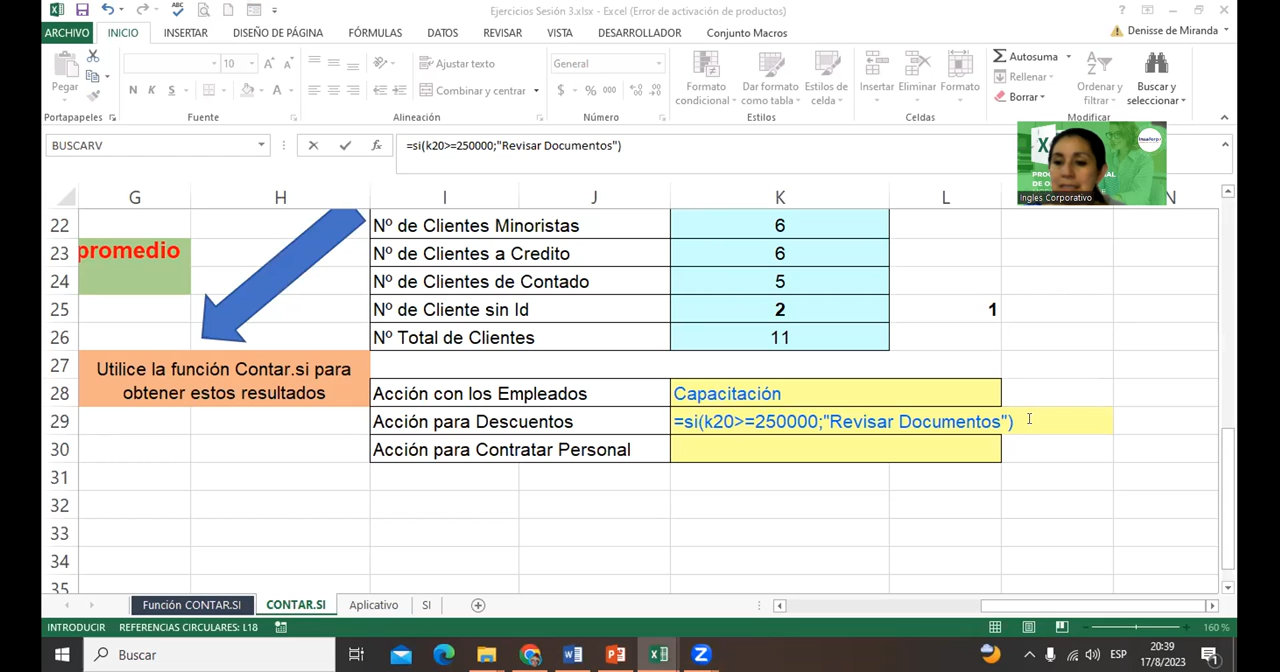 Ejercicios Sesión 3.xlsx - Excel (Error de activación de productos)
ARCHIVO INICIO INSERTAR DISEÑO DE PÁGINA FÓRMULAS DATOS REVISAR VISTA DESARROLLADOR Conjunto Macros Denisse de Miranda
Pegar
10
Ajustar texto
General
Formato condicional
Dar formato como tabla
Estilos de celda
Insertar Eliminar Formato
Autosuma
Rellenar
Borrar
Ordenar y filtrar
Buscar y seleccionar
N K S
Combinar y centrar
$ % 000
Portapapeles Fuente Alineación Número Estilos Celdas Modificar
BUSCARV
fx
=si(k20>=250000;"Revisar Documentos")
Ingles Corporativo
G H I J K L N
22 Nº de Clientes Minoristas 6
23 promedio Nº de Clientes a Credito 6
24 Nº de Clientes de Contado 5
25 Nº de Cliente sin Id 2 1
26 Nº Total de Clientes 11
27 Utilice la función Contar.si para
obtener estos resultados
28 Acción con los Empleados Capacitación
29 Acción para Descuentos =si(k20>=250000;"Revisar Documentos")
30 Acción para Contratar Personal
31
32
33
34
35
Función CONTAR.SI CONTAR.SI Aplicativo SI
INTRODUCIR REFERENCIAS CIRCULARES: L18 160 %
Buscar
ESP
20:39
17/8/2023